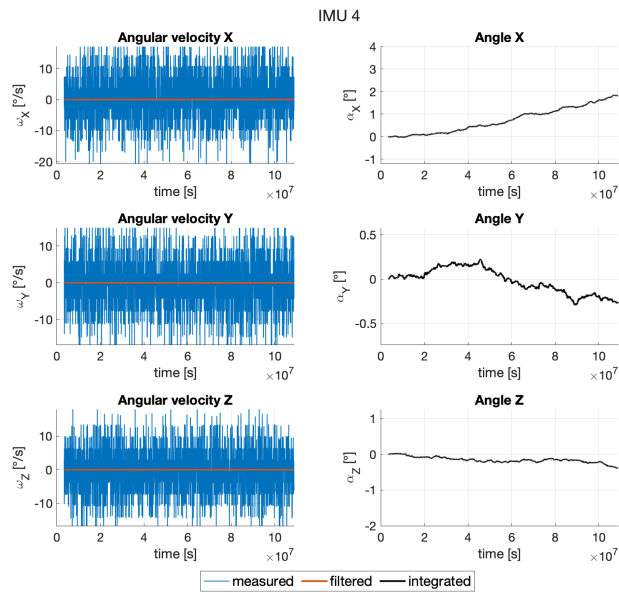 IMU 4
Angular velocity X
ω_X [°/s]
10
0
-10
-20
0 2 4 6 8 10
time [s]
×10^7
Angle X
α_X [°]
4
3
2
1
0
-1
0 2 4 6 8 10
time [s]
×10^7
Angular velocity Y
ω_Y [°/s]
10
0
-10
0 2 4 6 8 10
time [s]
×10^7
Angle Y
α_Y [°]
0.5
0
-0.5
0 2 4 6 8 10
time [s]
×10^7
Angular velocity Z
ω_Z [°/s]
10
0
-10
0 2 4 6 8 10
time [s]
×10^7
Angle Z
α_Z [°]
1
0
-1
-2
0 2 4 6 8 10
time [s]
×10^7
measured filtered integrated